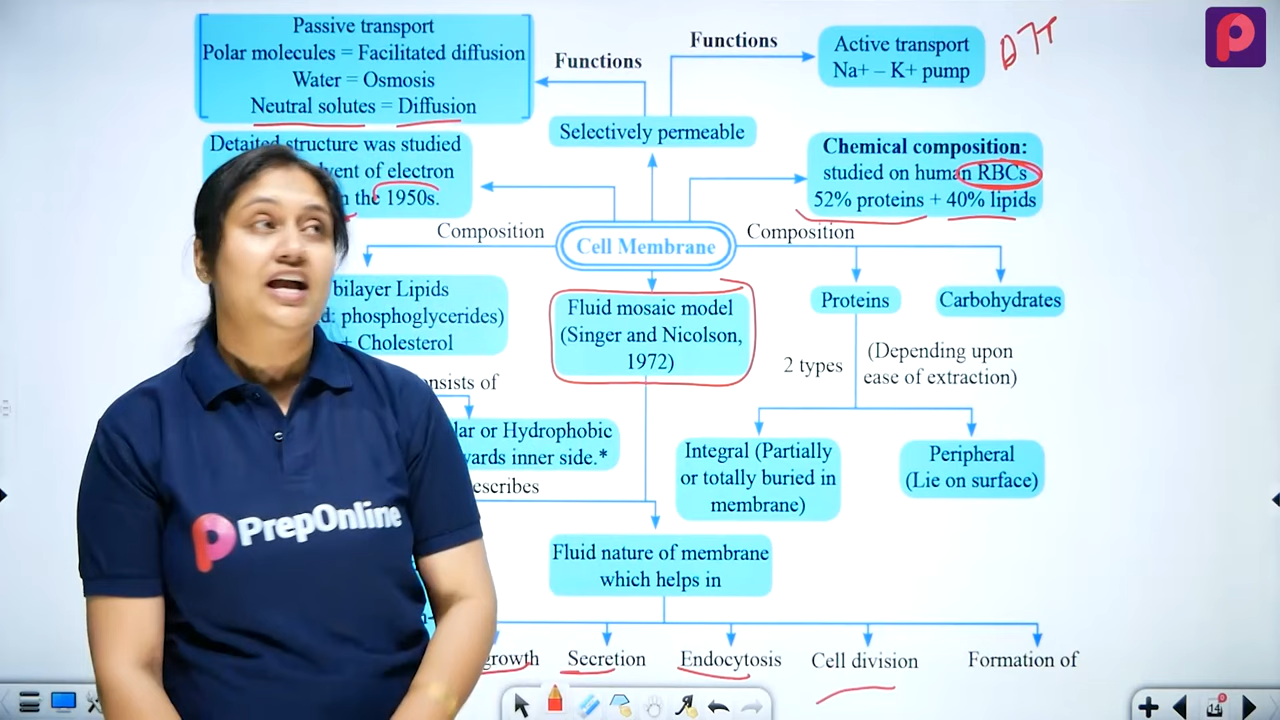 Passive transport
Polar molecules = Facilitated diffusion
Water = Osmosis
Neutral solutes = Diffusion
Functions
Functions
Active transport
Na+ – K+ pump
Selectively permeable
Detaited structure was studied
vent of electron
the 1950s.
Chemical composition:
studied on human RBCs
52% proteins + 40% lipids
Composition
Cell Membrane
Composition
bilayer Lipids
phosphoglycerides)
+ Cholesterol
Fluid mosaic model
(Singer and Nicolson,
1972)
Proteins
Carbohydrates
2 types
(Depending upon
ease of extraction)
nsists of
lar or Hydrophobic
wards inner side.*
escribes
Integral (Partially
or totally buried in
membrane)
Peripheral
(Lie on surface)
Fluid nature of membrane
which helps in
growth
Secretion
Endocytosis
Cell division
Formation of
PrepOnline
14